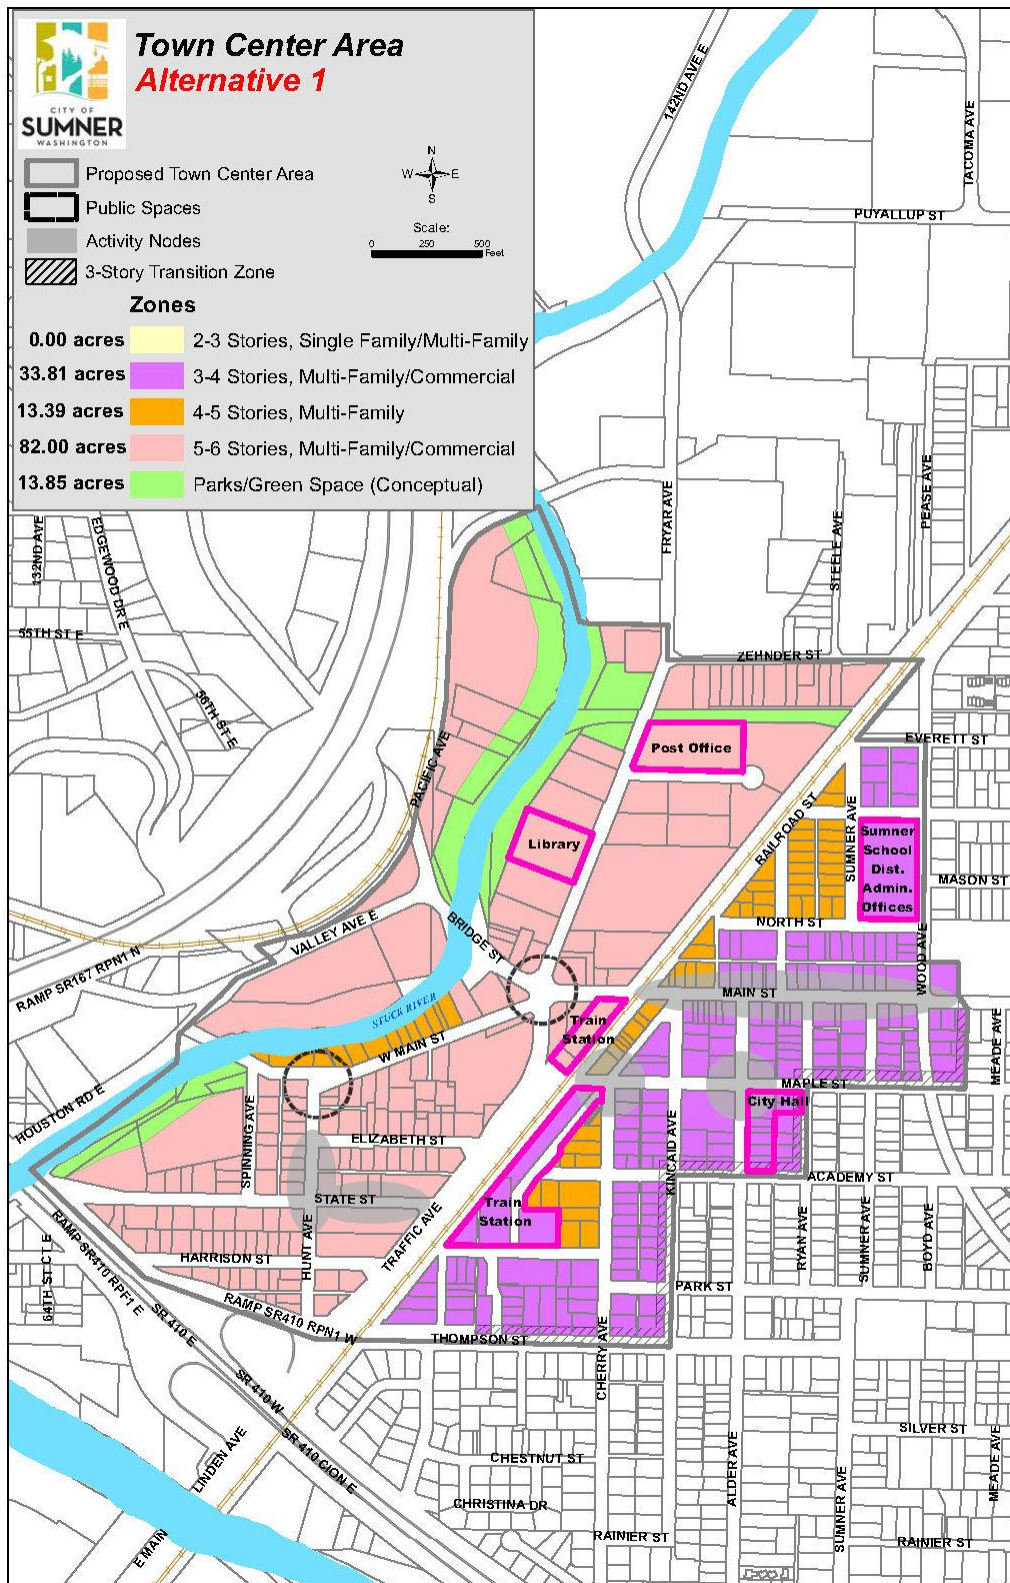 Town Center Area
Alternative 1
CITY OF
SUMNER
WASHINGTON
Proposed Town Center Area
Public Spaces
Activity Nodes
3-Story Transition Zone
N
W E
S
Scale:
0 250 500
Feet
Zones
0.00 acres 2-3 Stories, Single Family/Multi-Family
33.81 acres 3-4 Stories, Multi-Family/Commercial
13.39 acres 4-5 Stories, Multi-Family
82.00 acres 5-6 Stories, Multi-Family/Commercial
13.85 acres Parks/Green Space (Conceptual)
142ND AVE E
TACOMA AVE
PUYALLUP ST
132ND AVE
EDGEWOOD DR E
FRYAR AVE
STEELE AVE
PEASE AVE
55TH ST E
56TH ST E
ZEHNDER ST
EVERETT ST
Post Office
PACIFIC AVE
RAILROAD ST
SUMNER AVE
Library
Sumner
School
Dist.
Admin.
Offices
MASON ST
NORTH ST
VALLEY AVE E
BRIDGE ST
WOOD AVE
RAMP SR167 RPN1 N
MAIN ST
STUCK RIVER
Train
Station
W MAIN ST
MEADE AVE
MAPLE ST
City Hall
HOUSTON RD E
SPINNING AVE
ELIZABETH ST
KINCAID AVE
ACADEMY ST
STATE ST
Train
Station
HUNT AVE
TRAFFIC AVE
RYAN AVE
SUMNER AVE
BOYD AVE
HARRISON ST
64TH ST CT E
RAMP SR410 RPF1 E
PARK ST
RAMP SR410 RPN1 W
THOMPSON ST
CHERRY AVE
SR 410 E
SR 410 W
SR 410 CION E
LINDEN AVE
SILVER ST
CHESTNUT ST
ALDER AVE
SUMNER AVE
MEADE AVE
CHRISTINA DR
E MAIN
RAINIER ST
RAINIER ST